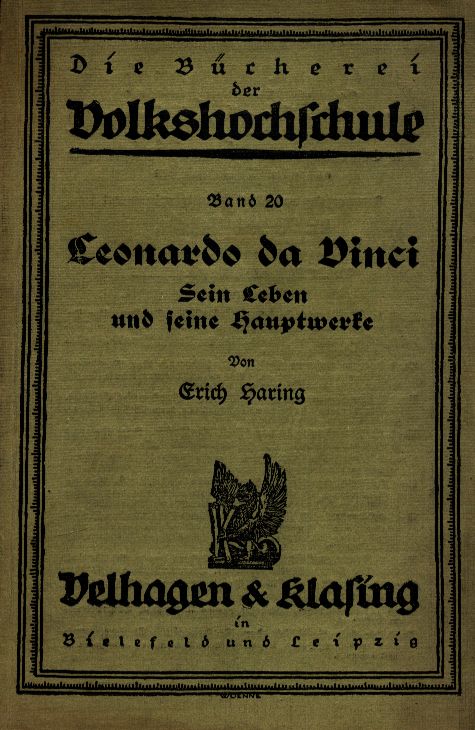 Die Bücherei
der
Volkshochſchule
Band 20
Leonardo da Vinci
Sein Leben
und ſeine Hauptwerke
Von
Erich Haring
Velhagen & Klaſing
in
Bielefeld und Leipzig